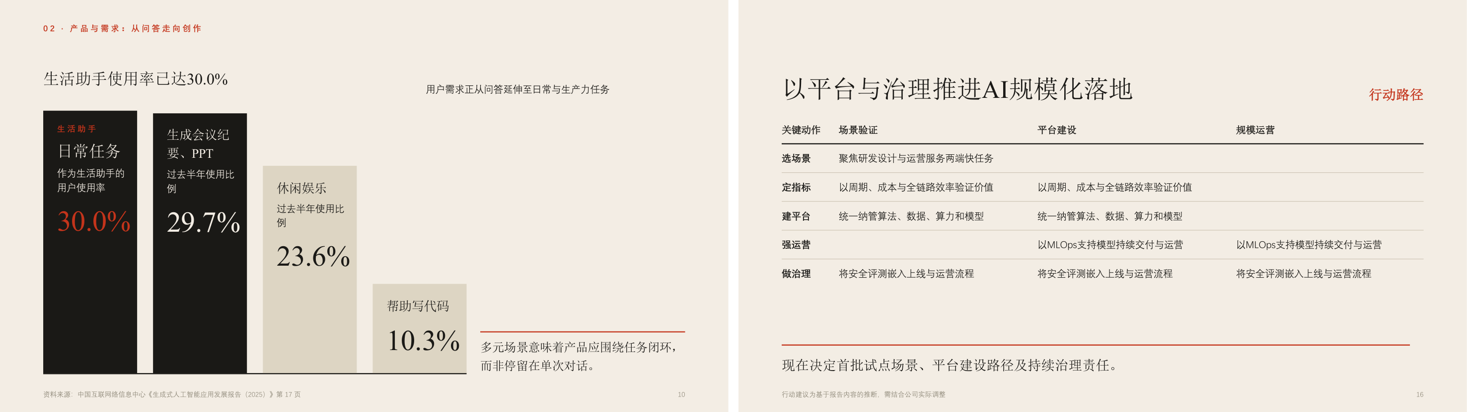 02 · 产品与需求：从问答走向创作
生活助手使用率已达30.0%
用户需求正从问答延伸至日常与生产力任务
生活助手
日常任务
作为生活助手的
用户使用率
30.0%
生成会议纪
要、PPT
过去半年使用比
例
29.7%
休闲娱乐
过去半年使用比
例
23.6%
帮助写代码
10.3%
多元场景意味着产品应围绕任务闭环，
而非停留在单次对话。
资料来源：中国互联网络信息中心《生成式人工智能应用发展报告（2025）》第 17 页
10
以平台与治理推进AI规模化落地
行动路径
关键动作 场景验证 平台建设 规模运营
选场景 聚焦研发设计与运营服务两端快任务
定指标 以周期、成本与全链路效率验证价值 以周期、成本与全链路效率验证价值
建平台 统一纳管算法、数据、算力和模型 统一纳管算法、数据、算力和模型
强运营 以MLOps支持模型持续交付与运营 以MLOps支持模型持续交付与运营
做治理 将安全评测嵌入上线与运营流程 将安全评测嵌入上线与运营流程 将安全评测嵌入上线与运营流程
现在决定首批试点场景、平台建设路径及持续治理责任。
行动建议为基于报告内容的推断，需结合公司实际调整
16